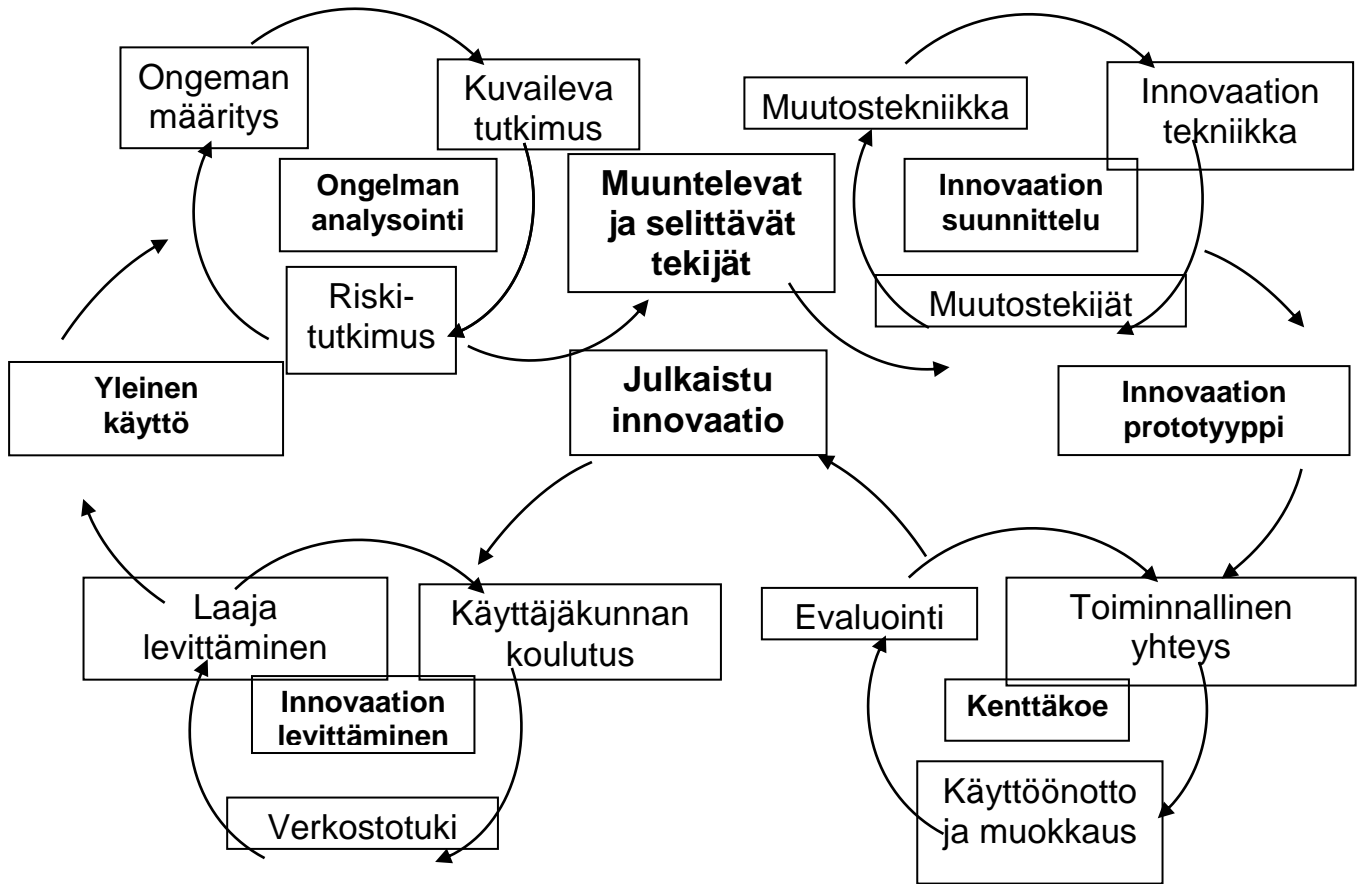 Ongeman
määritys
Kuvaileva
tutkimus
Ongelman
analysointi
Riski-
tutkimus
Muuntelevat
ja selittävät
tekijät
Muutostekniikka
Innovaation
tekniikka
Innovaation
suunnittelu
Muutostekijät
Yleinen
käyttö
Julkaistu
innovaatio
Innovaation
prototyyppi
Laaja
levittäminen
Käyttäjäkunnan
koulutus
Innovaation
levittäminen
Verkostotuki
Evaluointi
Toiminnallinen
yhteys
Kenttäkoe
Käyttöönotto
ja muokkaus